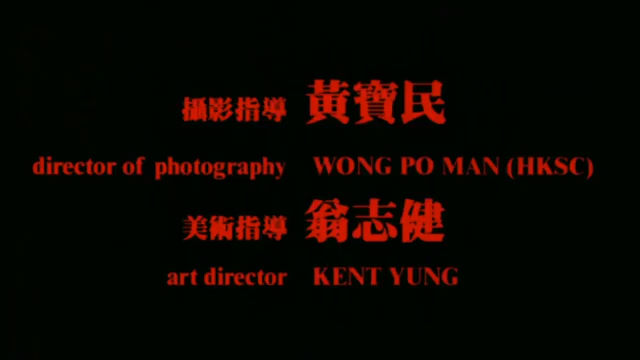 攝影指導 黃寶民
director of photography WONG PO MAN (HKSC)
美術指導 翁志健
art director KENT YUNG